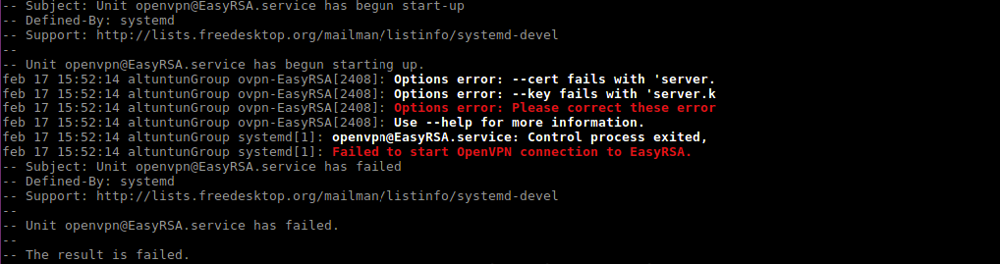 -- Subject: Unit openvpn@EasyRSA.service has begun start-up
-- Defined-By: systemd
-- Support: http://lists.freedesktop.org/mailman/listinfo/systemd-devel
--
-- Unit openvpn@EasyRSA.service has begun starting up.
feb 17 15:52:14 altuntunGroup ovpn-EasyRSA[2408]: Options error: --cert fails with 'server.
feb 17 15:52:14 altuntunGroup ovpn-EasyRSA[2408]: Options error: --key fails with 'server.k
feb 17 15:52:14 altuntunGroup ovpn-EasyRSA[2408]: Options error: Please correct these error
feb 17 15:52:14 altuntunGroup ovpn-EasyRSA[2408]: Use --help for more information.
feb 17 15:52:14 altuntunGroup systemd[1]: openvpn@EasyRSA.service: Control process exited,
feb 17 15:52:14 altuntunGroup systemd[1]: Failed to start OpenVPN connection to EasyRSA.
-- Subject: Unit openvpn@EasyRSA.service has failed
-- Defined-By: systemd
-- Support: http://lists.freedesktop.org/mailman/listinfo/systemd-devel
--
-- Unit openvpn@EasyRSA.service has failed.
--
-- The result is failed.